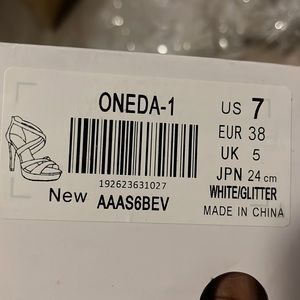 ONEDA-1
192623631027
New AAAS6BEV
US 7
EUR 38
UK 5
JPN 24 cm
WHITE/GLITTER
MADE IN CHINA